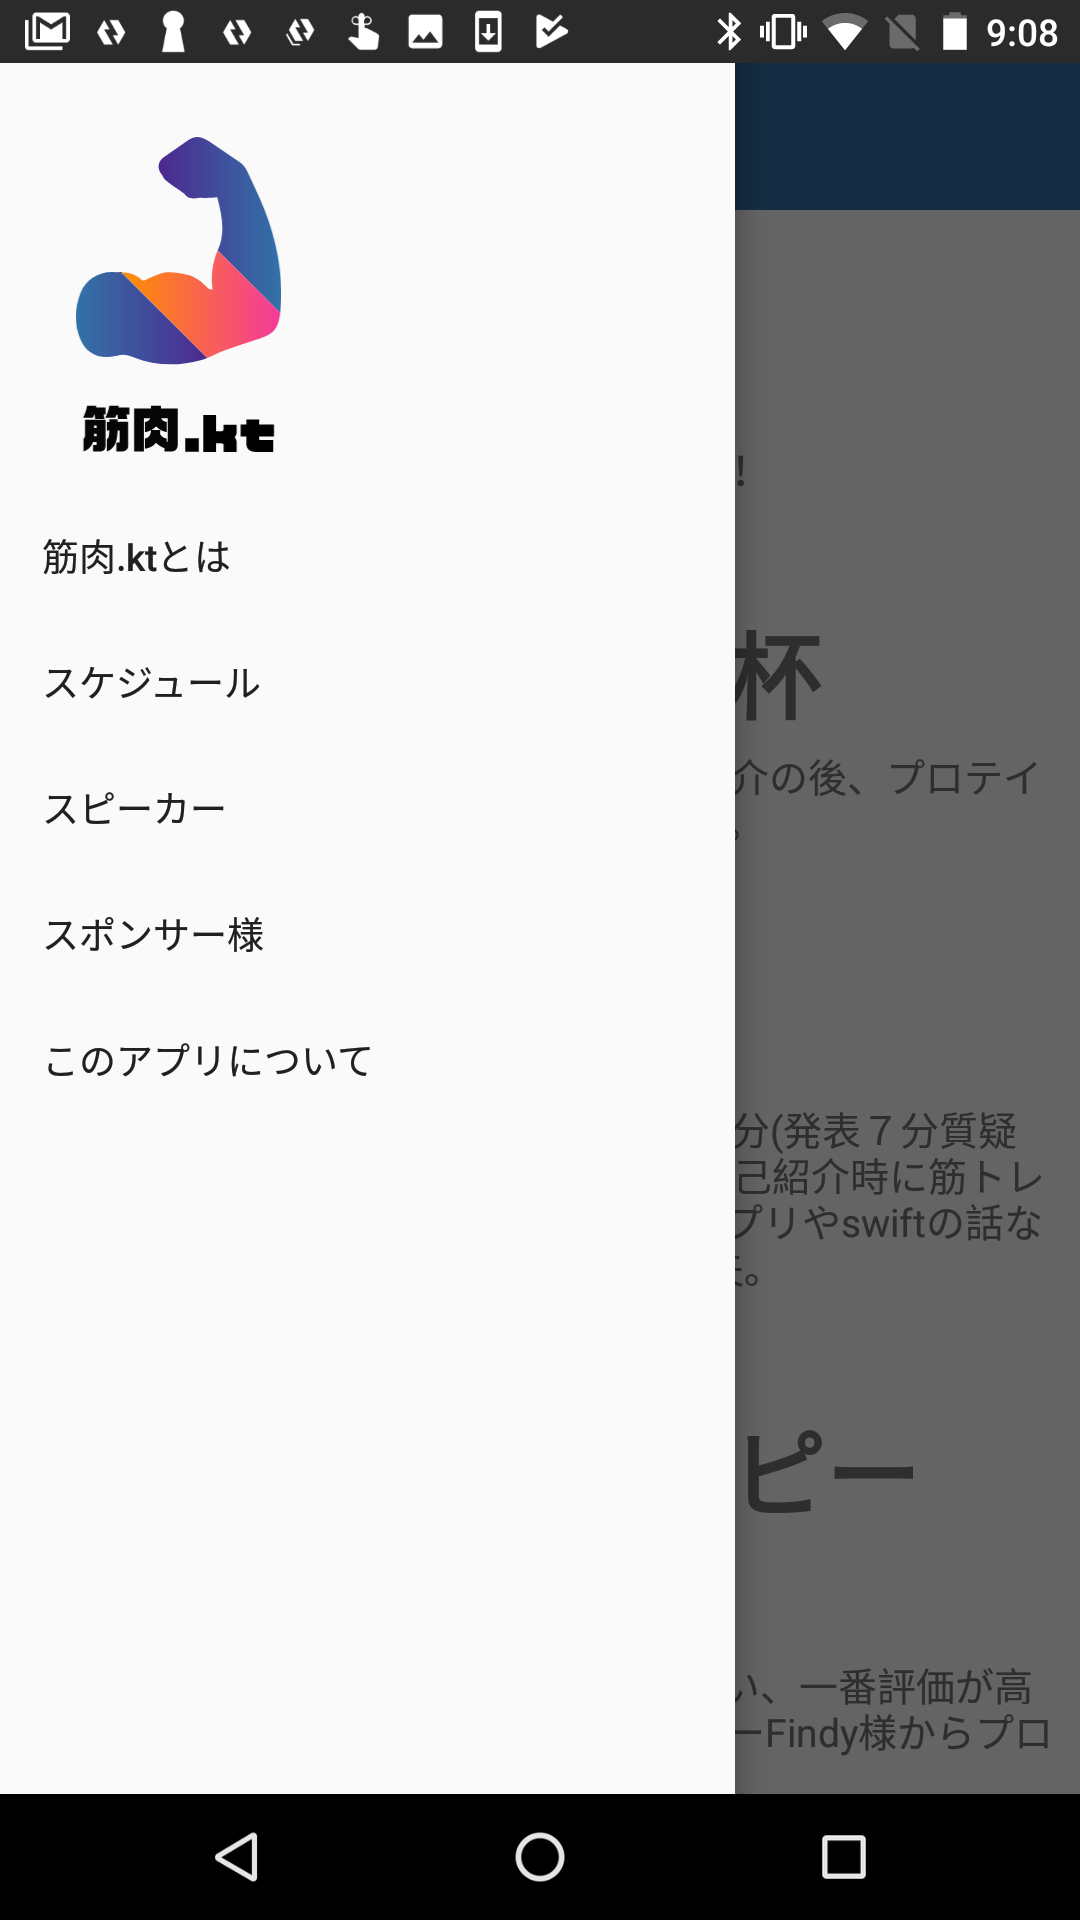 9:08
筋肉.kt
筋肉.ktとは
スケジュール
スピーカー
スポンサー様
このアプリについて
!
杯
介の後、プロテイ
分(発表７分質疑
己紹介時に筋トレ
プリやswiftの話な
。
ピー
い、一番評価が高
ーFindy様からプロ